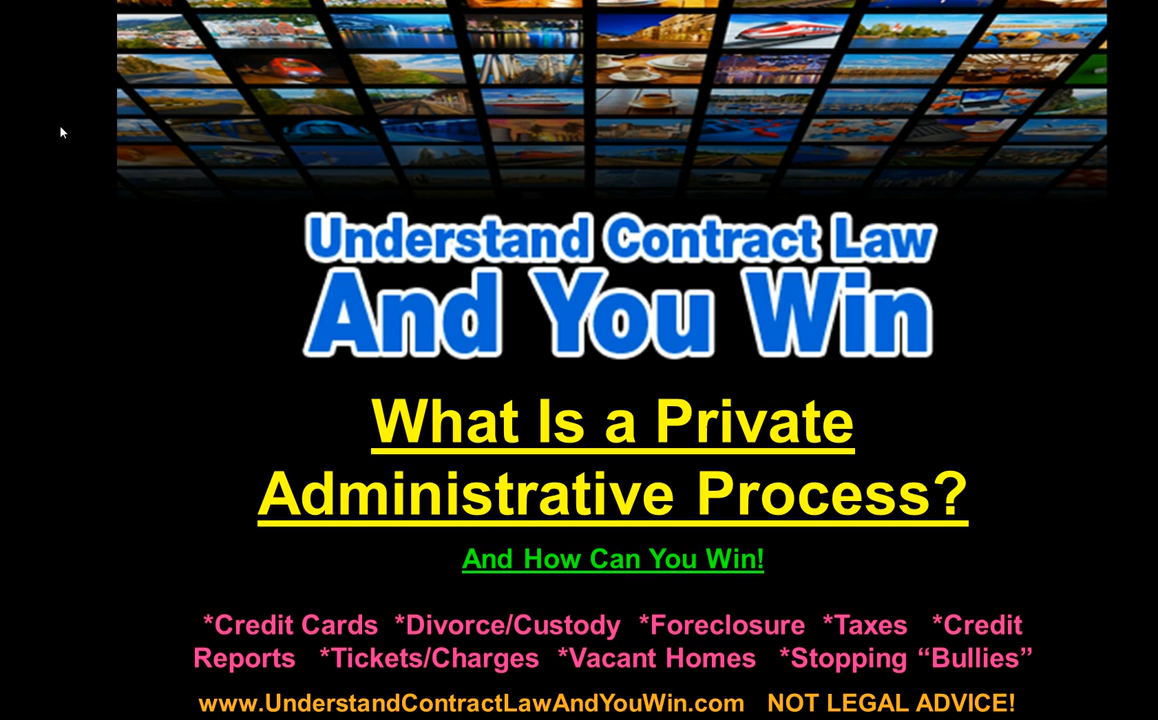 Understand Contract Law
And You Win
What Is a Private
Administrative Process?
And How Can You Win!
*Credit Cards *Divorce/Custody *Foreclosure *Taxes *Credit
Reports *Tickets/Charges *Vacant Homes *Stopping “Bullies”
www.UnderstandContractLawAndYouWin.com NOT LEGAL ADVICE!